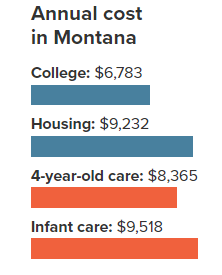 Annual cost
in Montana
College: $6,783
Housing: $9,232
4-year-old care: $8,365
Infant care: $9,518